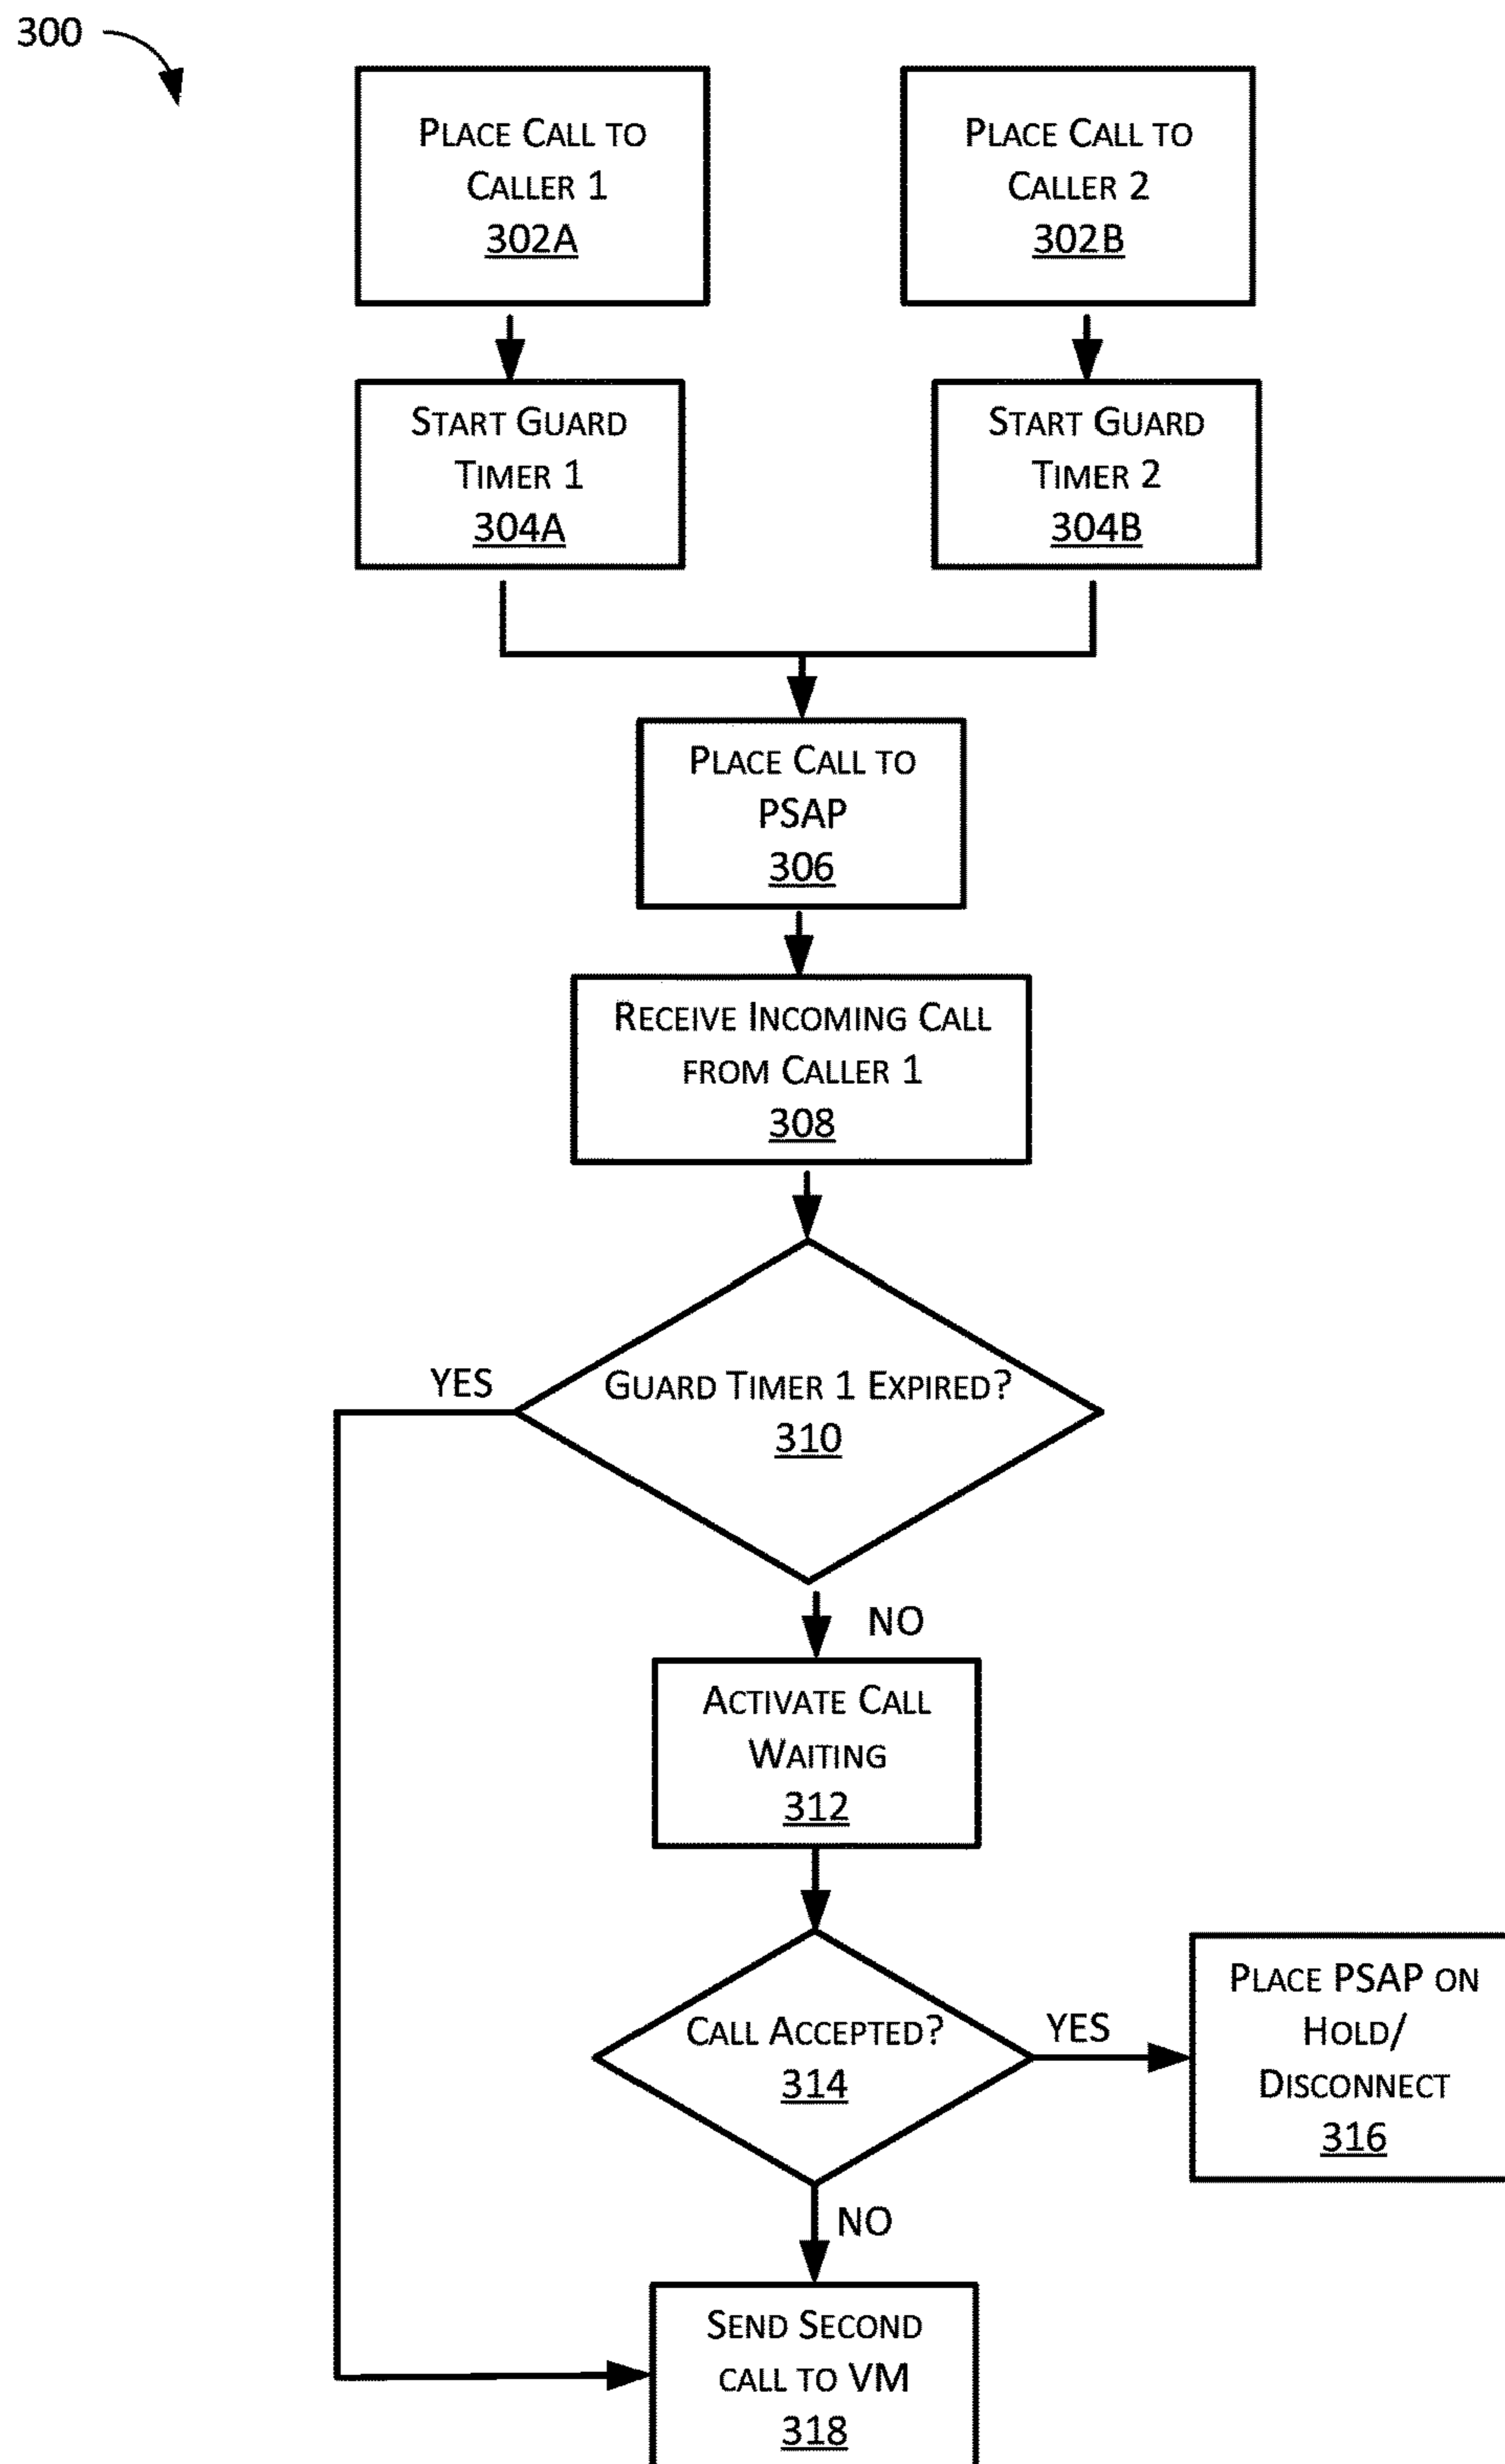 300
PLACE CALL TO
CALLER 1
302A
PLACE CALL TO
CALLER 2
302B
START GUARD
TIMER 1
304A
START GUARD
TIMER 2
304B
PLACE CALL TO
PSAP
306
RECEIVE INCOMING CALL
FROM CALLER 1
308
GUARD TIMER 1 EXPIRED?
310
YES
NO
ACTIVATE CALL
WAITING
312
CALL ACCEPTED?
314
YES
PLACE PSAP ON
HOLD/
DISCONNECT
316
NO
SEND SECOND
CALL TO VM
318